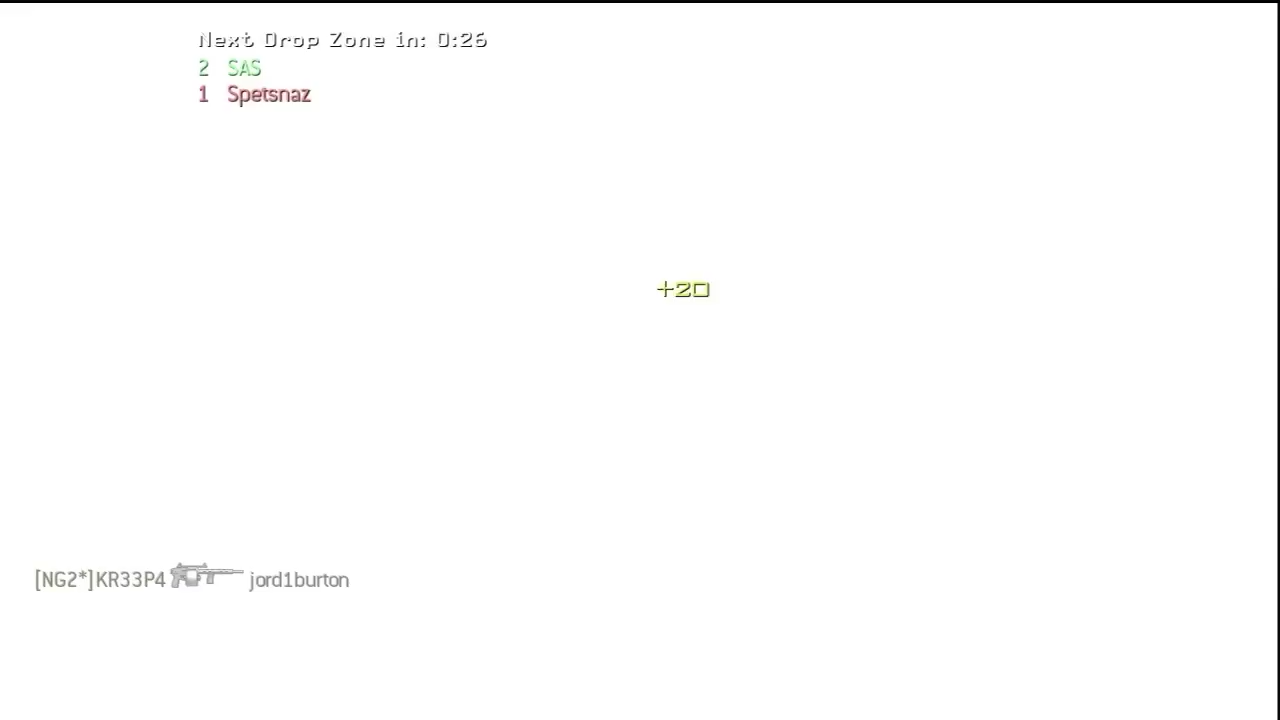 Next Drop Zone in: 0:26
2 SAS
1 Spetsnaz
+20
[NG2*]KR33P4 jord1burton